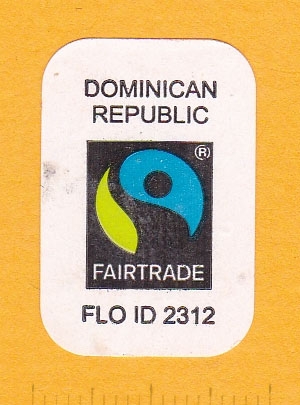 DOMINICAN
REPUBLIC
®
FAIRTRADE
FLO ID 2312